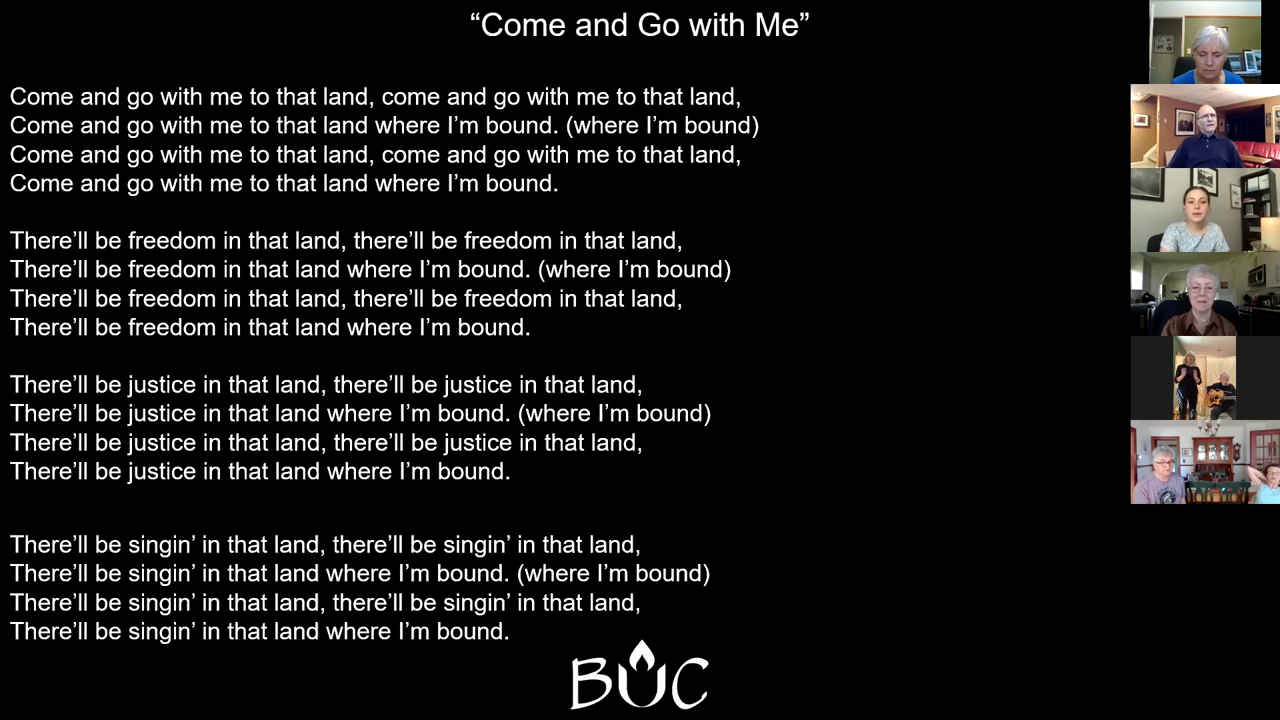 “Come and Go with Me”
Come and go with me to that land, come and go with me to that land,
Come and go with me to that land where I’m bound. (where I’m bound)
Come and go with me to that land, come and go with me to that land,
Come and go with me to that land where I’m bound.
There’ll be freedom in that land, there’ll be freedom in that land,
There’ll be freedom in that land where I’m bound. (where I’m bound)
There’ll be freedom in that land, there’ll be freedom in that land,
There’ll be freedom in that land where I’m bound.
There’ll be justice in that land, there’ll be justice in that land,
There’ll be justice in that land where I’m bound. (where I’m bound)
There’ll be justice in that land, there’ll be justice in that land,
There’ll be justice in that land where I’m bound.
There’ll be singin’ in that land, there’ll be singin’ in that land,
There’ll be singin’ in that land where I’m bound. (where I’m bound)
There’ll be singin’ in that land, there’ll be singin’ in that land,
There’ll be singin’ in that land where I’m bound.
BUC